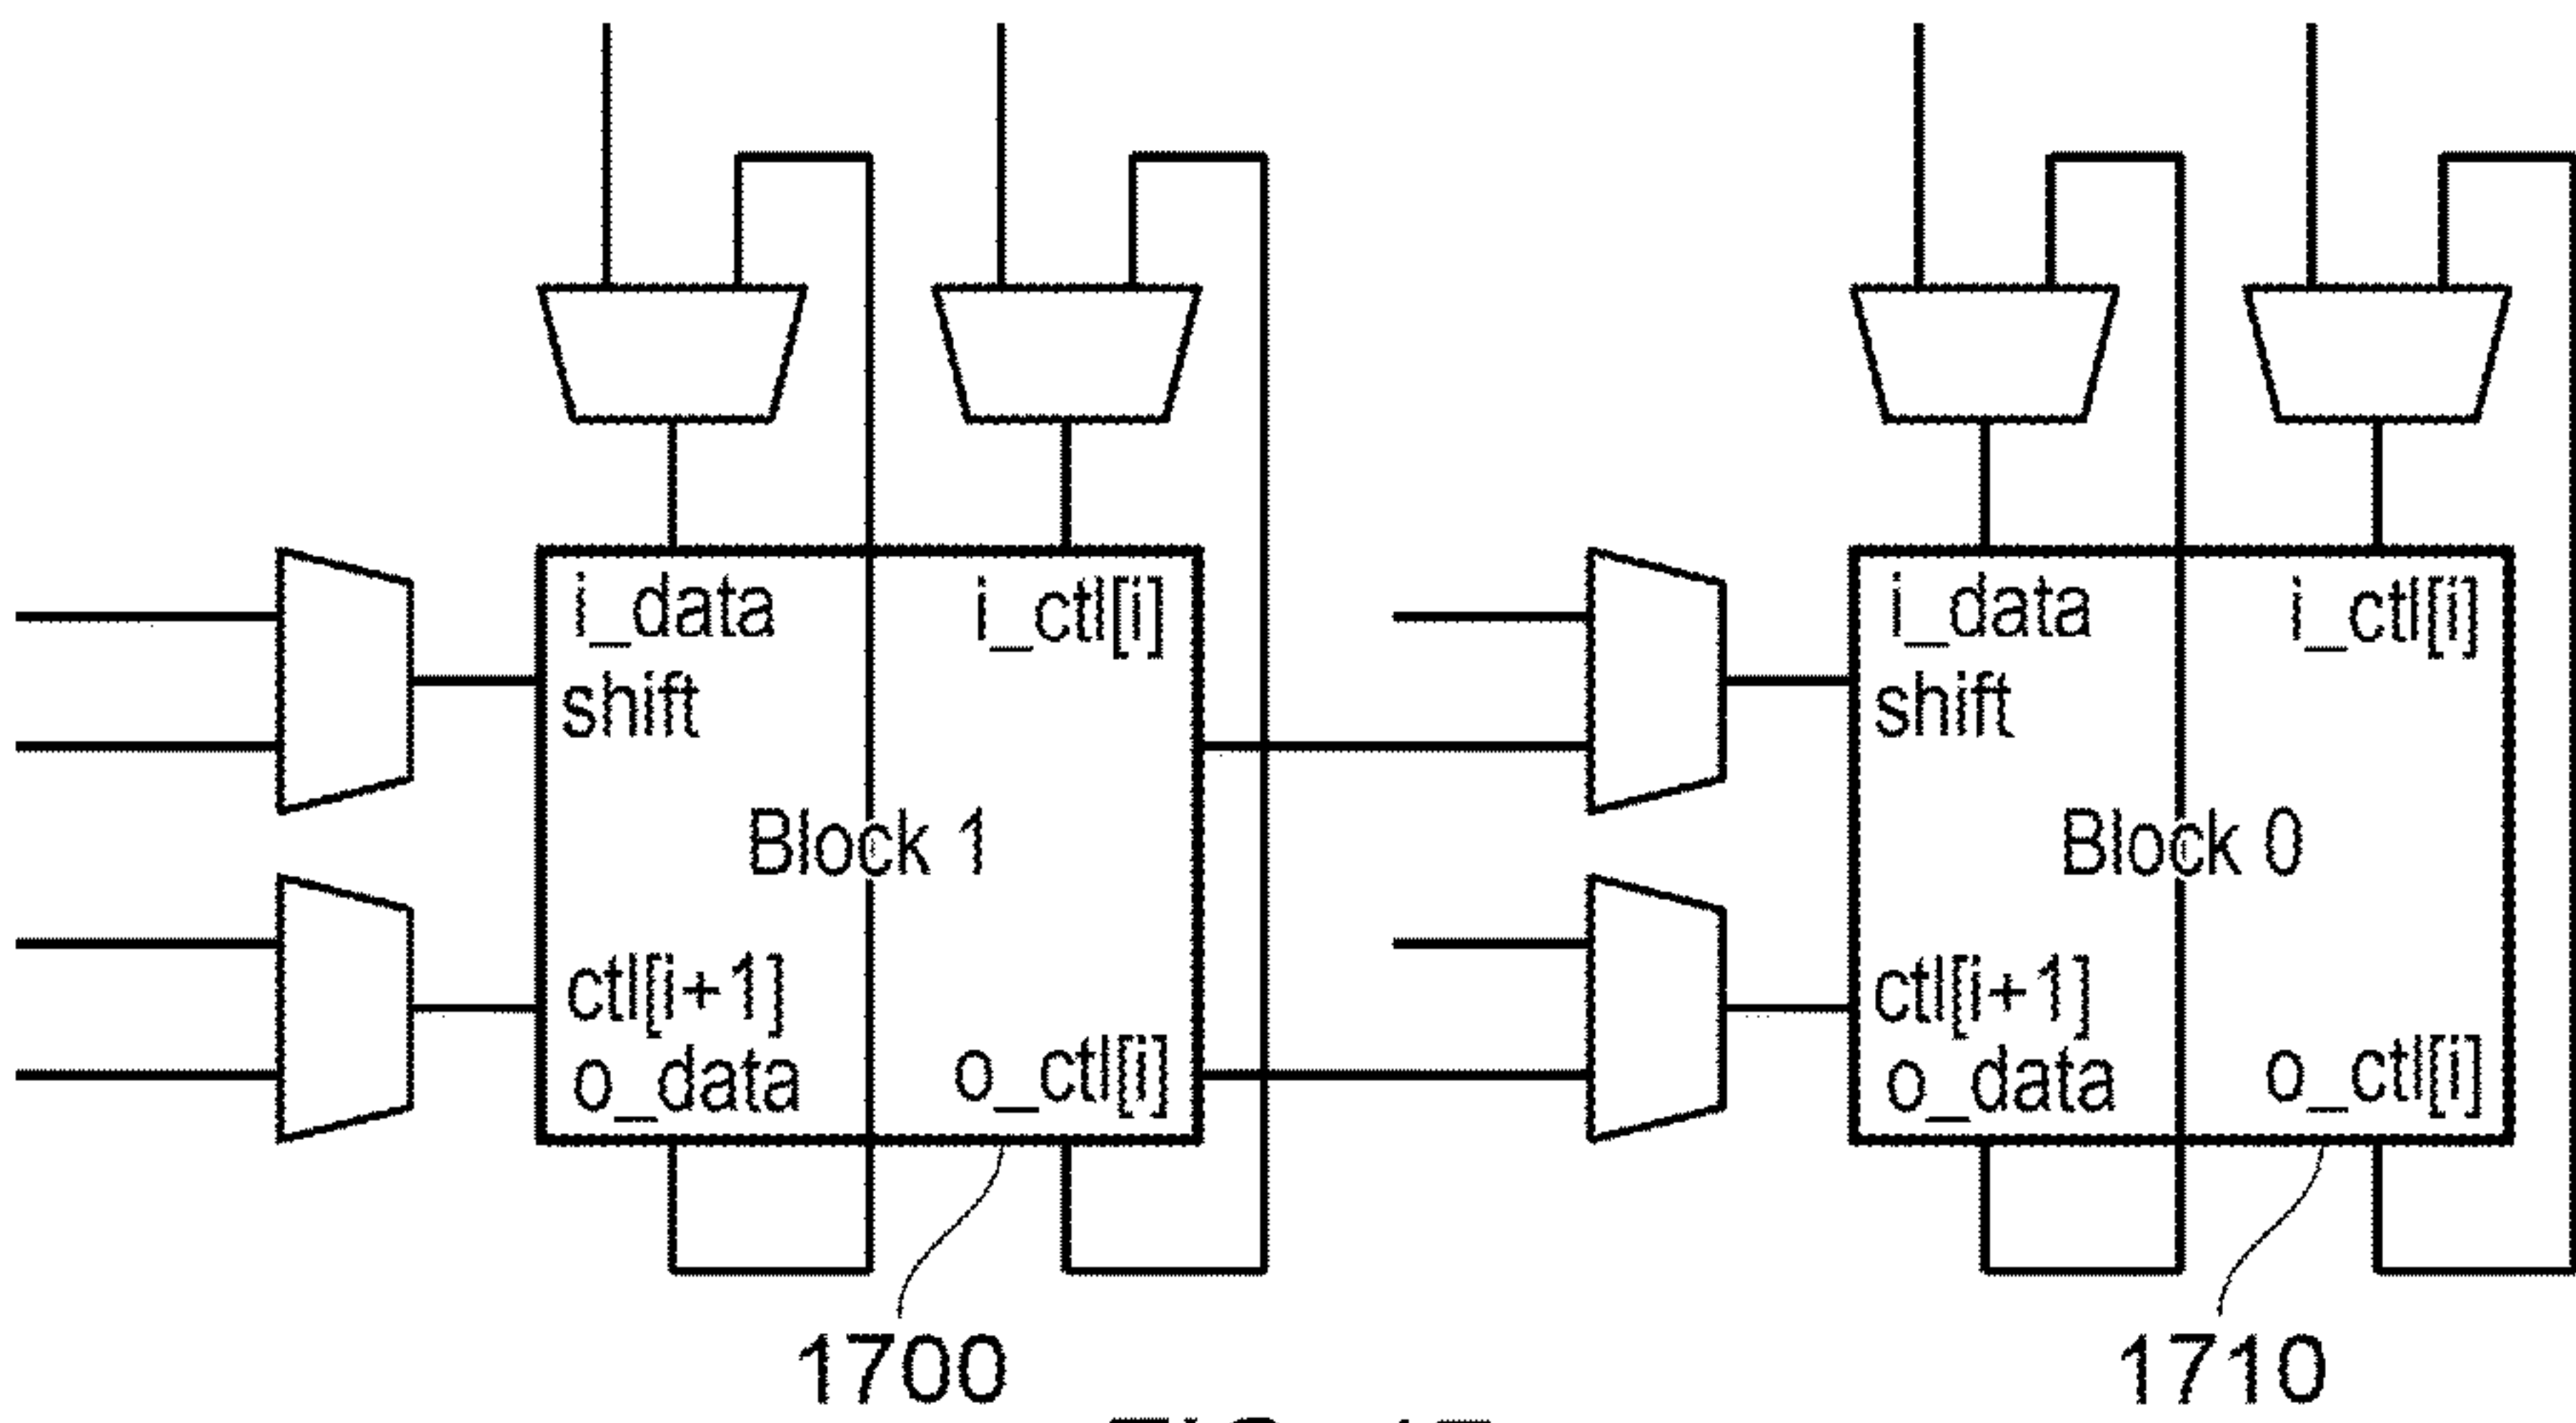 i_data i_ctl[i]
shift
Block 1
ctl[i+1]
o_data o_ctl[i]
1700
i_data i_ctl[i]
shift
Block 0
ctl[i+1]
o_data o_ctl[i]
1710